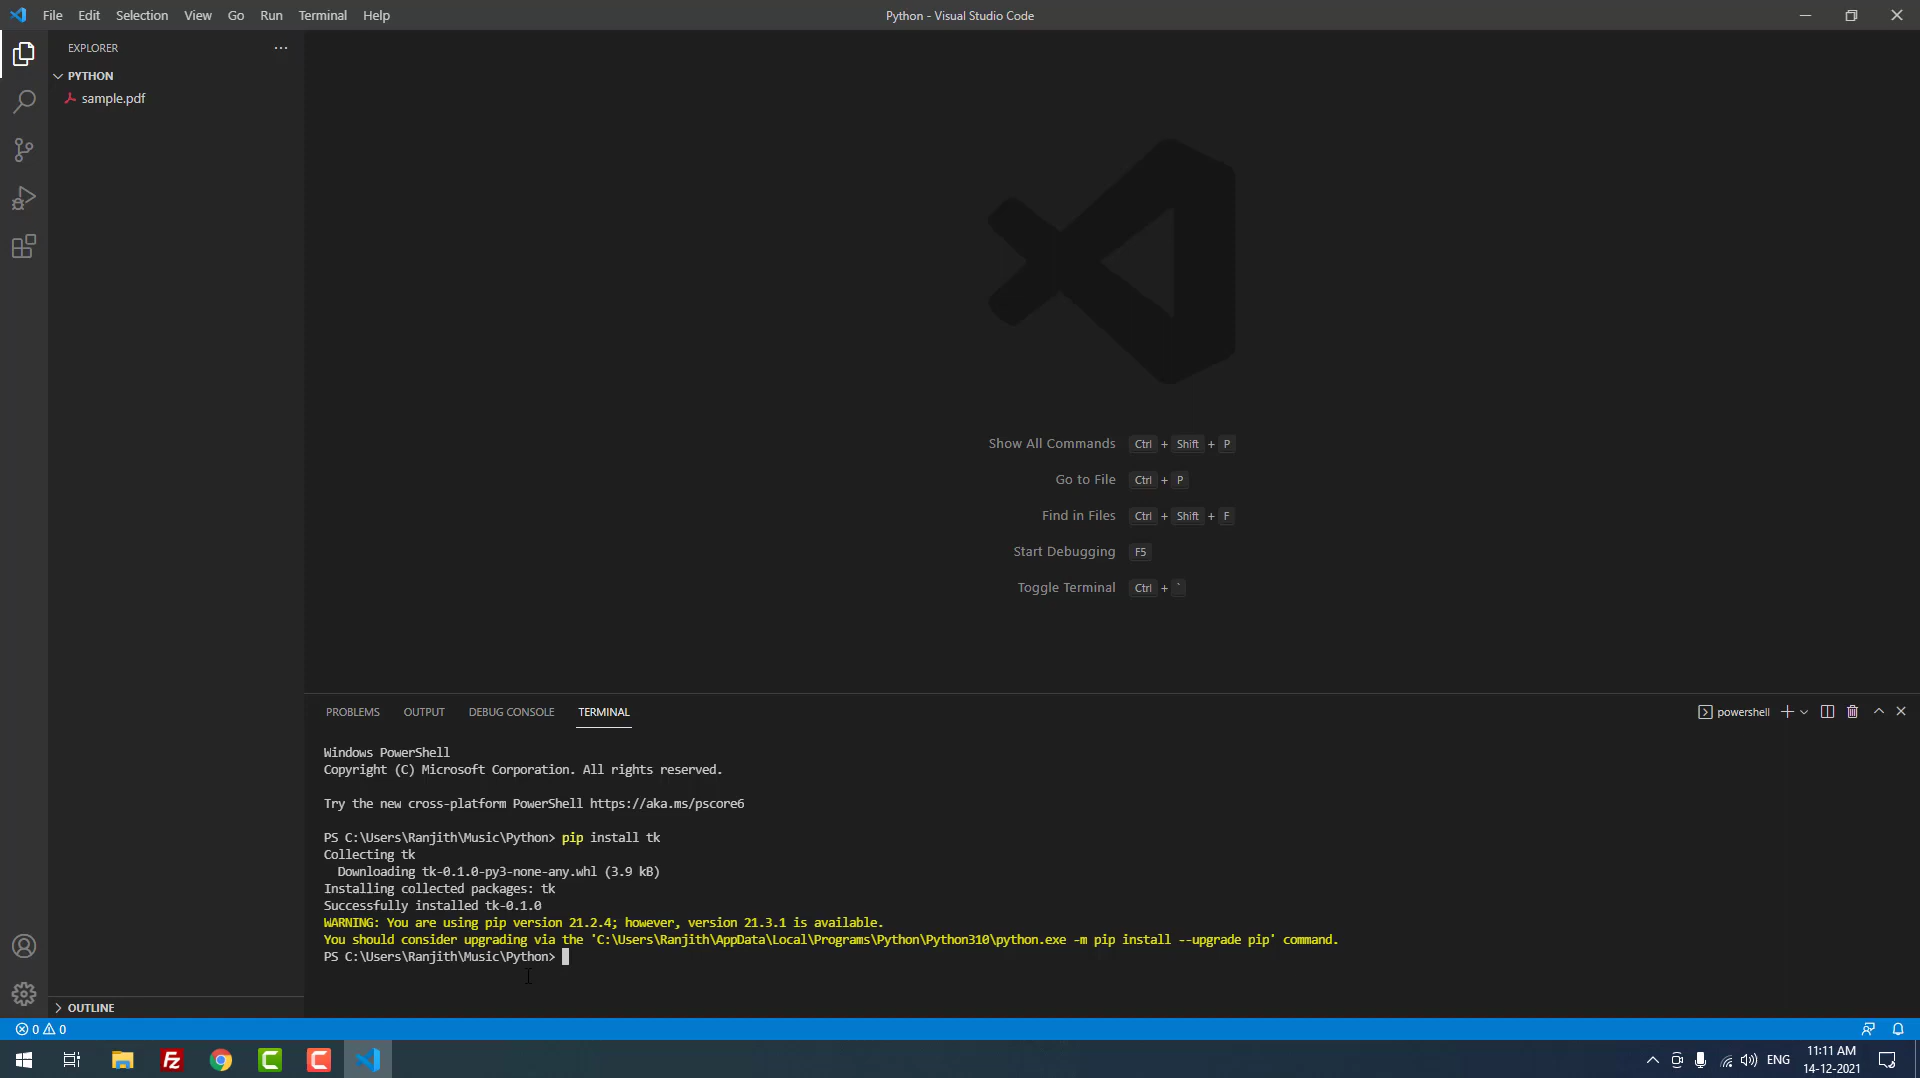 File Edit Selection View Go Run Terminal Help
Python - Visual Studio Code
EXPLORER
PYTHON
sample.pdf
Show All Commands Ctrl + Shift + P
Go to File Ctrl + P
Find in Files Ctrl + Shift + F
Start Debugging F5
Toggle Terminal Ctrl + `
PROBLEMS OUTPUT DEBUG CONSOLE TERMINAL
powershell
Windows PowerShell
Copyright (C) Microsoft Corporation. All rights reserved.
Try the new cross-platform PowerShell https://aka.ms/pscore6
PS C:\Users\Ranjith\Music\Python> pip install tk
Collecting tk
Downloading tk-0.1.0-py3-none-any.whl (3.9 kB)
Installing collected packages: tk
Successfully installed tk-0.1.0
WARNING: You are using pip version 21.2.4; however, version 21.3.1 is available.
You should consider upgrading via the 'C:\Users\Ranjith\AppData\Local\Programs\Python\Python310\python.exe -m pip install --upgrade pip' command.
PS C:\Users\Ranjith\Music\Python>
OUTLINE
0 0
Fz
C
C
ENG
11:11 AM
14-12-2021